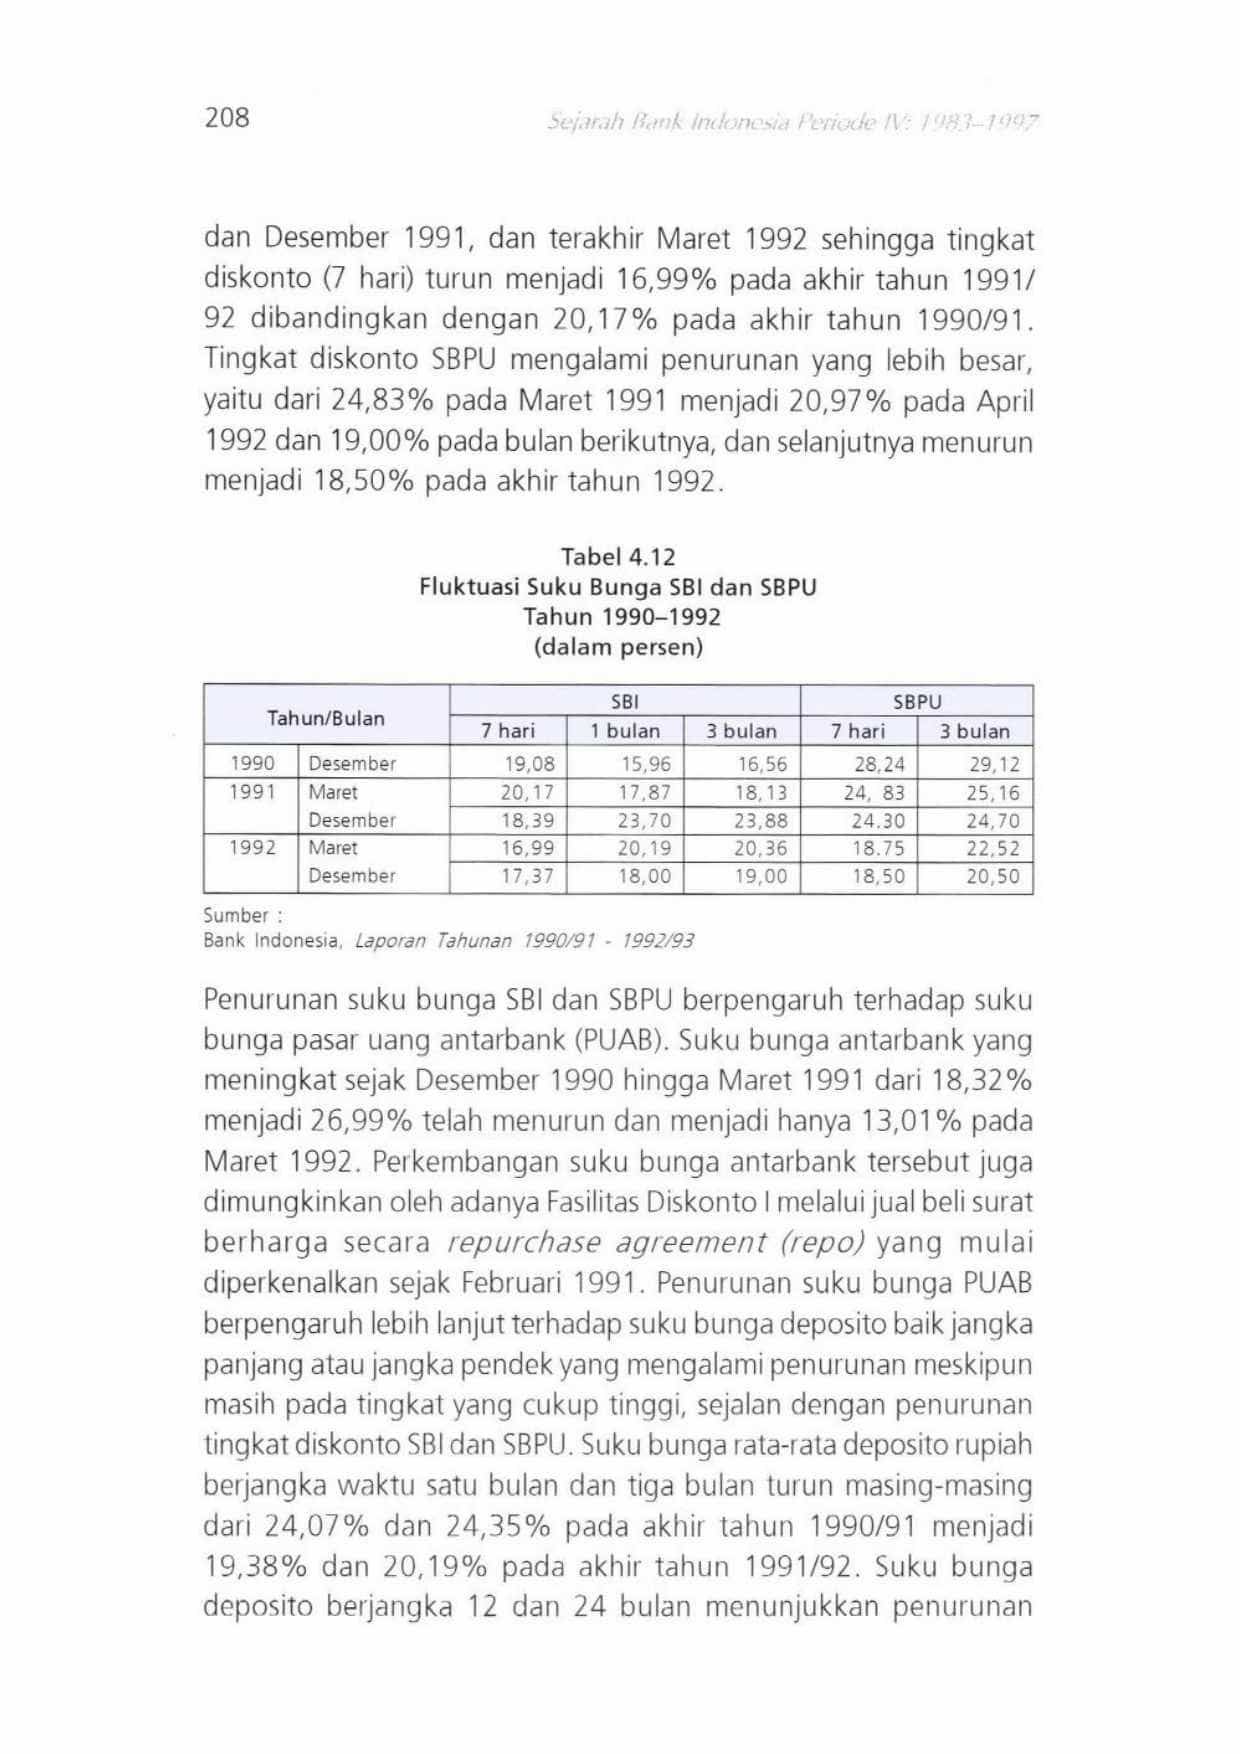 208
Sejarah Bank Indonesia Periode IV: 1983–1997
dan Desember 1991, dan terakhir Maret 1992 sehingga tingkat
diskonto (7 hari) turun menjadi 16,99% pada akhir tahun 1991/
92 dibandingkan dengan 20,17% pada akhir tahun 1990/91.
Tingkat diskonto SBPU mengalami penurunan yang lebih besar,
yaitu dari 24,83% pada Maret 1991 menjadi 20,97% pada April
1992 dan 19,00% pada bulan berikutnya, dan selanjutnya menurun
menjadi 18,50% pada akhir tahun 1992.
Tabel 4.12
Fluktuasi Suku Bunga SBI dan SBPU
Tahun 1990–1992
(dalam persen)
Tahun/Bulan SBI SBPU
7 hari 1 bulan 3 bulan 7 hari 3 bulan
1990 Desember 19,08 15,96 16,56 28,24 29,12
1991 Maret 20,17 17,87 18,13 24, 83 25,16
Desember 18,39 23,70 23,88 24.30 24,70
1992 Maret 16,99 20,19 20,36 18.75 22,52
Desember 17,37 18,00 19,00 18,50 20,50
Sumber :
Bank Indonesia, Laporan Tahunan 1990/91 - 1992/93
Penurunan suku bunga SBI dan SBPU berpengaruh terhadap suku
bunga pasar uang antarbank (PUAB). Suku bunga antarbank yang
meningkat sejak Desember 1990 hingga Maret 1991 dari 18,32%
menjadi 26,99% telah menurun dan menjadi hanya 13,01% pada
Maret 1992. Perkembangan suku bunga antarbank tersebut juga
dimungkinkan oleh adanya Fasilitas Diskonto I melalui jual beli surat
berharga secara repurchase agreement (repo) yang mulai
diperkenalkan sejak Februari 1991. Penurunan suku bunga PUAB
berpengaruh lebih lanjut terhadap suku bunga deposito baik jangka
panjang atau jangka pendek yang mengalami penurunan meskipun
masih pada tingkat yang cukup tinggi, sejalan dengan penurunan
tingkat diskonto SBI dan SBPU. Suku bunga rata-rata deposito rupiah
berjangka waktu satu bulan dan tiga bulan turun masing-masing
dari 24,07% dan 24,35% pada akhir tahun 1990/91 menjadi
19,38% dan 20,19% pada akhir tahun 1991/92. Suku bunga
deposito berjangka 12 dan 24 bulan menunjukkan penurunan